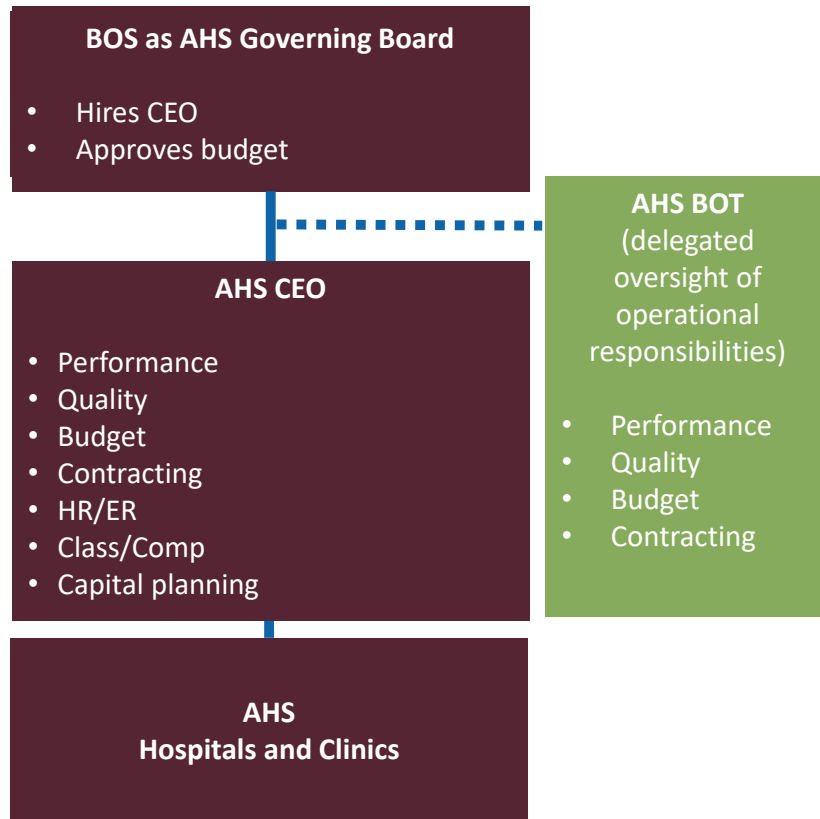 BOS as AHS Governing Board
• Hires CEO
• Approves budget
AHS BOT
(delegated
oversight of
operational
responsibilities)
• Performance
• Quality
• Budget
• Contracting
AHS CEO
• Performance
• Quality
• Budget
• Contracting
• HR/ER
• Class/Comp
• Capital planning
AHS
Hospitals and Clinics